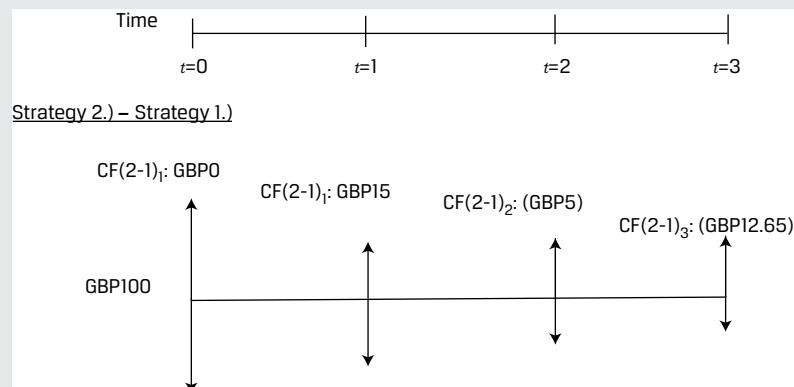 Time
t=0 t=1 t=2 t=3
Strategy 2.) – Strategy 1.)
CF(2-1)₁: GBP0
CF(2-1)₁: GBP15
CF(2-1)₂: (GBP5)
CF(2-1)₃: (GBP12.65)
GBP100